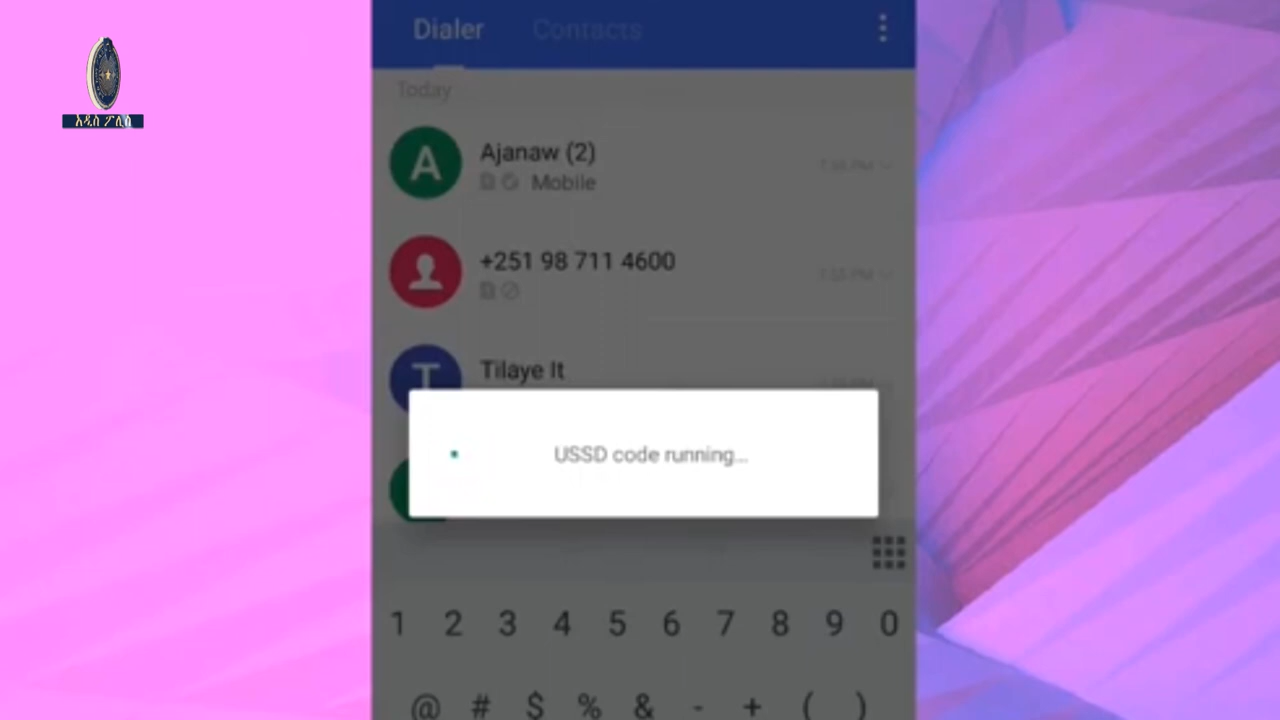 አዲስ ፖሊስ
Dialer Contacts
Today
Ajanaw (2)
Mobile
+251 98 711 4600
Tilaye It
USSD code running...
1 2 3 4 5 6 7 8 9 0
@ # $ % & - + ( )